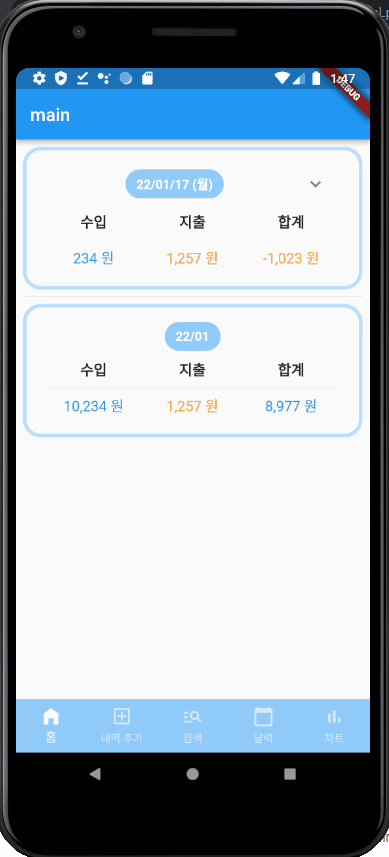 1:47
DEBUG
main
22/01/17 (월)
수입 지출 합계
234 원 1,257 원 -1,023 원
22/01
수입 지출 합계
10,234 원 1,257 원 8,977 원
홈 내역 추가 검색 달력 차트